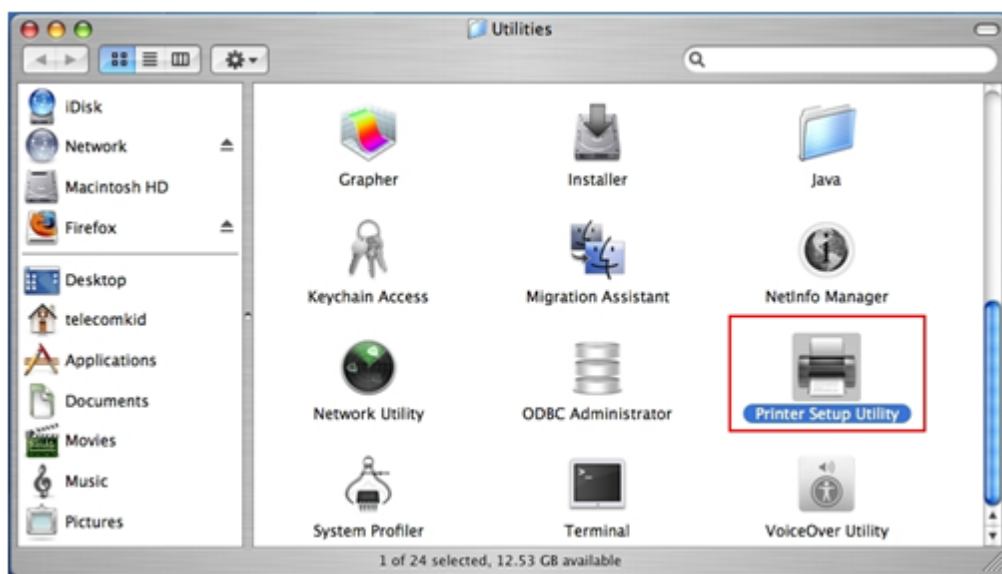 Utilities
iDisk
Network
Macintosh HD
Firefox
Desktop
telecomkid
Applications
Documents
Movies
Music
Pictures
Grapher
Installer
Java
Keychain Access
Migration Assistant
NetInfo Manager
Network Utility
ODBC Administrator
Printer Setup Utility
System Profiler
Terminal
VoiceOver Utility
1 of 24 selected, 12.53 GB available